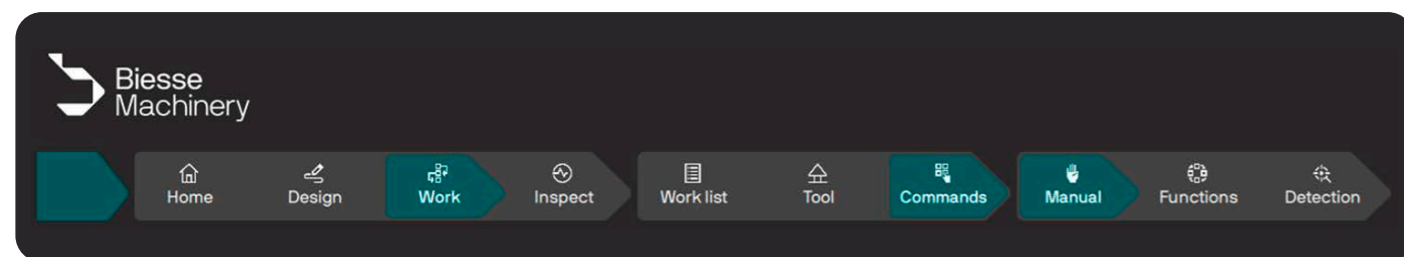 Biesse
Machinery
Home Design Work Inspect Work list Tool Commands Manual Functions Detection